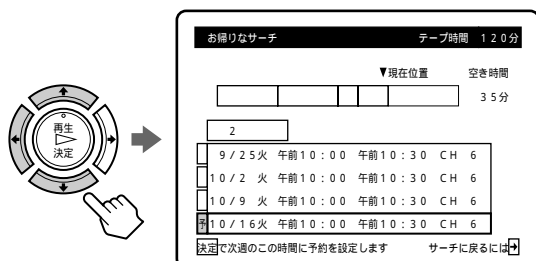 お帰りなサーチ テープ時間 120分
▼現在位置 空き時間
35分
再生
決定
2
9/25火 午前10:00 午前10:30 CH 6
10/2 火 午前10:00 午前10:30 CH 6
10/9 火 午前10:00 午前10:30 CH 6
予 10/16火 午前10:00 午前10:30 CH 6
決定で次週のこの時間に予約を設定します サーチに戻るには→